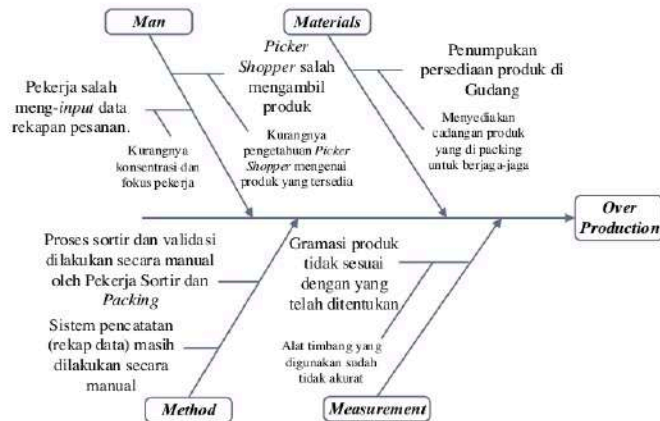 Man
Materials
Picker
Shopper salah
mengambil
produk
Pekerja salah
meng-input data
rekapan pesanan.
Kurangnya
konsentrasi dan
fokus pekerja
Kurangnya
pengetahuan Picker
Shopper mengenai
produk yang tersedia
Penumpukan
persediaan produk di
Gudang
Menyediakan
cadangan produk
yang di packing
untuk berjaga-jaga
Over
Production
Proses sortir dan validasi
dilakukan secara manual
oleh Pekerja Sortir dan
Packing
Sistem pencatatan
(rekap data) masih
dilakukan secara
manual
Gramasi produk
tidak sesuai
dengan yang
telah ditentukan
Alat timbang yang
digunakan sudah
tidak akurat
Method
Measurement